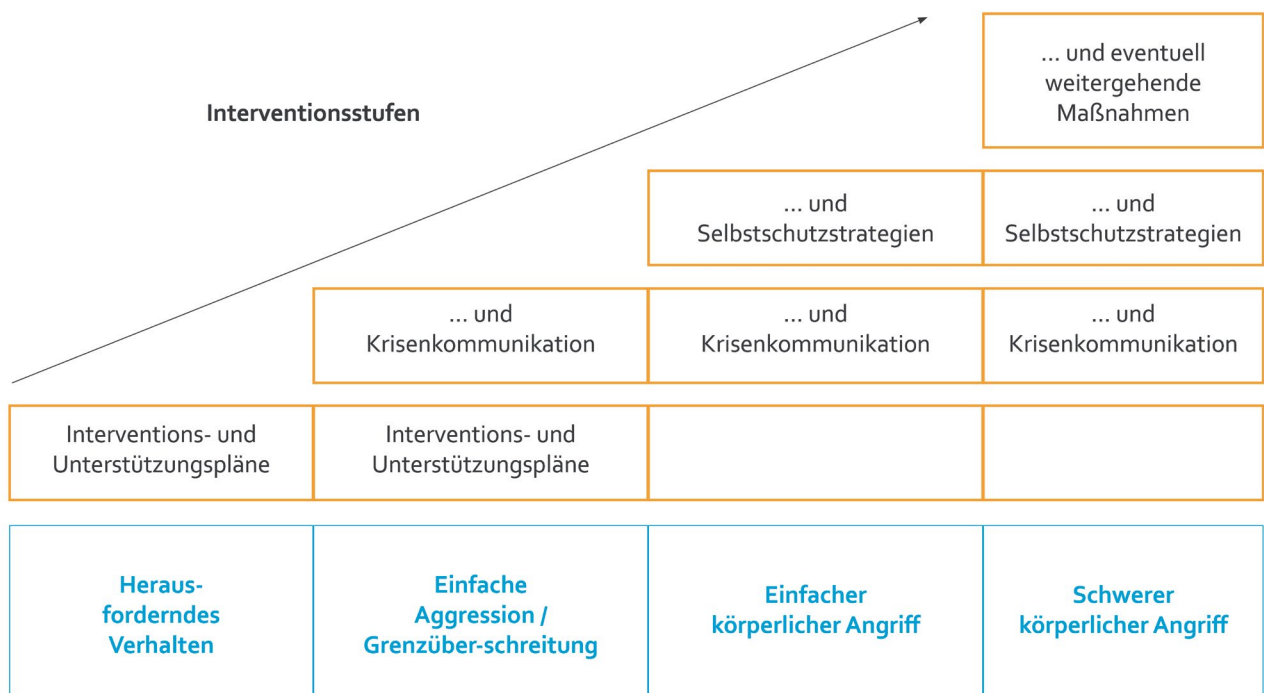 ... und eventuell
weitergehende
Maßnahmen
Interventionsstufen
... und
Selbstschutzstrategien
... und
Selbstschutzstrategien
... und
Krisenkommunikation
... und
Krisenkommunikation
... und
Krisenkommunikation
Interventions- und
Unterstützungspläne
Interventions- und
Unterstützungspläne
Heraus-
forderndes
Verhalten
Einfache
Aggression /
Grenzüber-schreitung
Einfacher
körperlicher Angriff
Schwerer
körperlicher Angriff